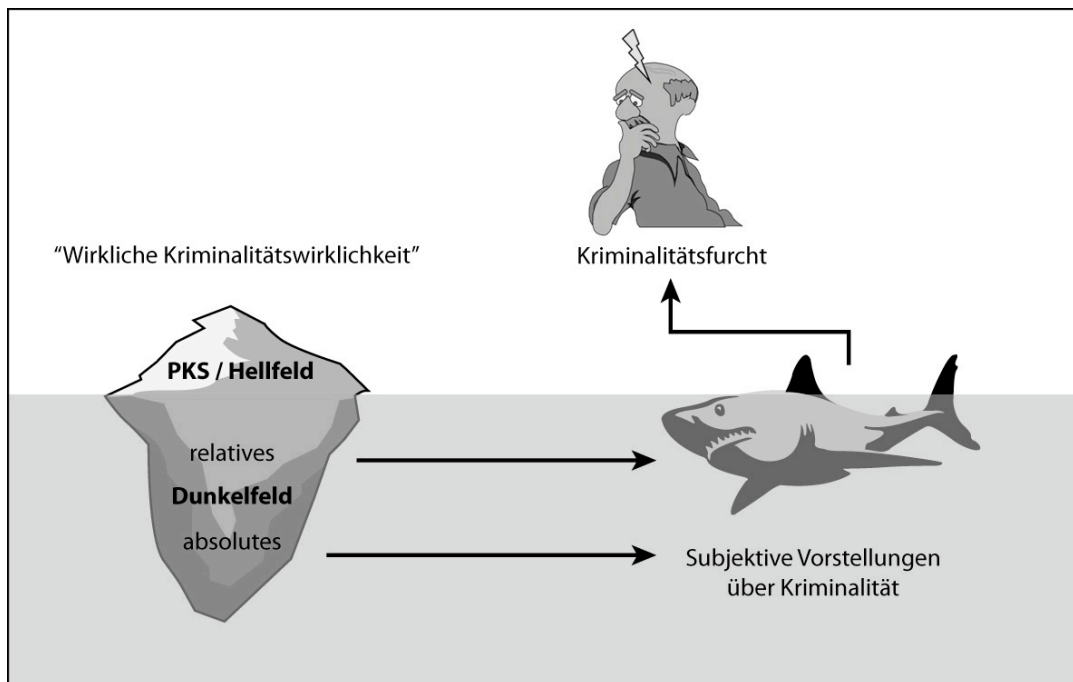 “Wirkliche Kriminalitätswirklichkeit”
Kriminalitätsfurcht
PKS / Hellfeld
relatives
Dunkelfeld
absolutes
Subjektive Vorstellungen
über Kriminalität